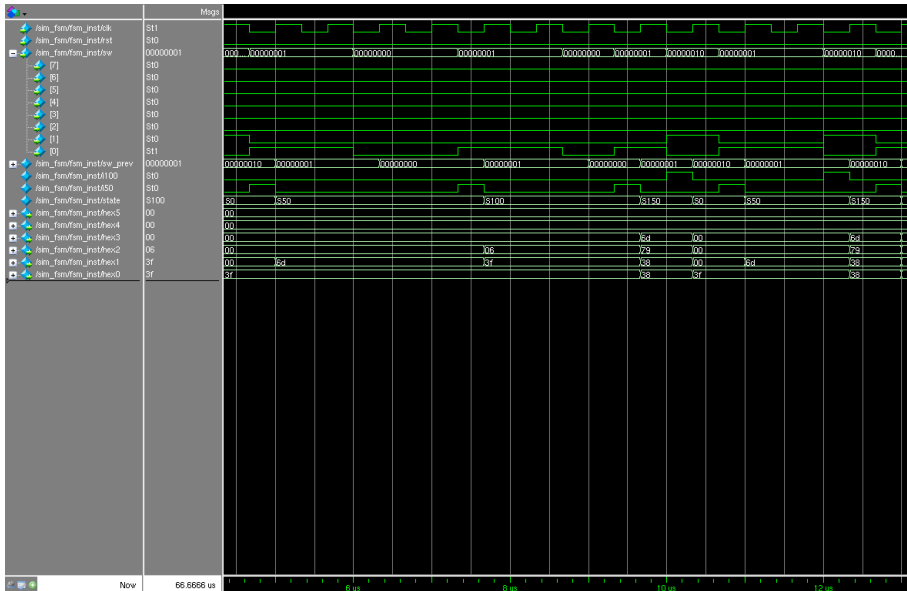 Msgs
/sim_fsm/fsm_inst/clk St1
/sim_fsm/fsm_inst/rst St0
/sim_fsm/fsm_inst/sw 00000001 000... 00000001 00000000 00000001 00000000 00000001 00000010 00000001 00000010 0000...
[7] St0
[6] St0
[5] St0
[4] St0
[3] St0
[2] St0
[1] St0
[0] St1
/sim_fsm/fsm_inst/sw_prev 00000001 00000010 00000001 00000000 00000001 00000000 00000001 00000010 00000001 00000010
/sim_fsm/fsm_inst/i100 St0
/sim_fsm/fsm_inst/i50 St0
/sim_fsm/fsm_inst/state S100 S0 S50 S100 S150 S0 S50 S150
/sim_fsm/fsm_inst/hex5 00 00
/sim_fsm/fsm_inst/hex4 00 00
/sim_fsm/fsm_inst/hex3 00 00 6d 00 6d
/sim_fsm/fsm_inst/hex2 06 00 06 79 00 79
/sim_fsm/fsm_inst/hex1 3f 00 6d 3f 38 00 6d 38
/sim_fsm/fsm_inst/hex0 3f 3f 38 3f 38
Now 66.6666 us 6 us 8 us 10 us 12 us